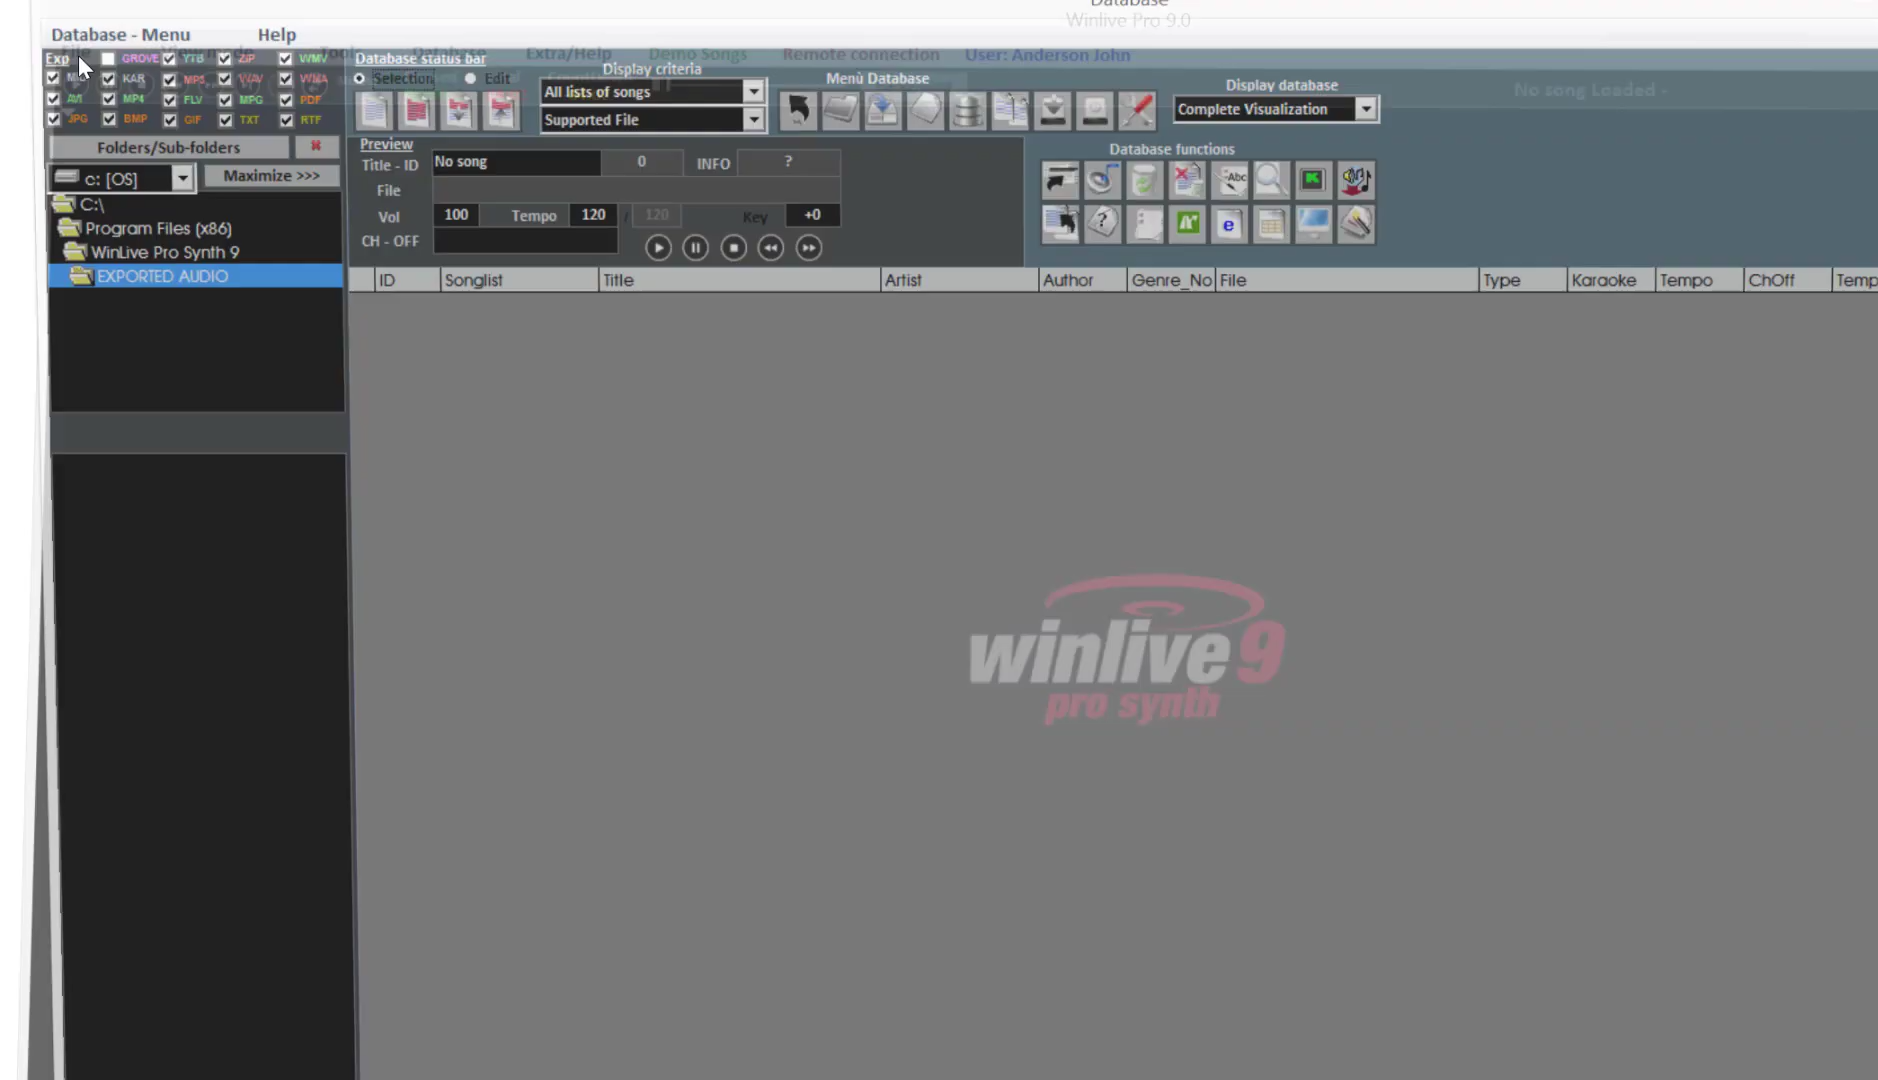 Database
Winlive Pro 9.0
Database - Menu Help
File Tools Database Extra/Help Demo Songs Remote connection User: Anderson John
Exp GROVE YTB ZIP WMV
KAR MP3 WAV WMA
AVI MP4 FLV MPG PDF
JPG BMP GIF TXT RTF
Folders/Sub-folders
c: [OS] Maximize >>>
C:\
Program Files (x86)
WinLive Pro Synth 9
EXPORTED AUDIO
Database status bar
Selection Edit
Display criteria
All lists of songs
Supported File
Menù Database
Display database
Complete Visualization
No song Loaded -
Preview
Title - ID No song 0 INFO ?
File
Vol 100 Tempo 120 / 120 Key +0
CH - OFF
Database functions
Abc
e
ID Songlist Title Artist Author Genre_No File Type Karaoke Tempo ChOff Temp
winlive 9
pro synth